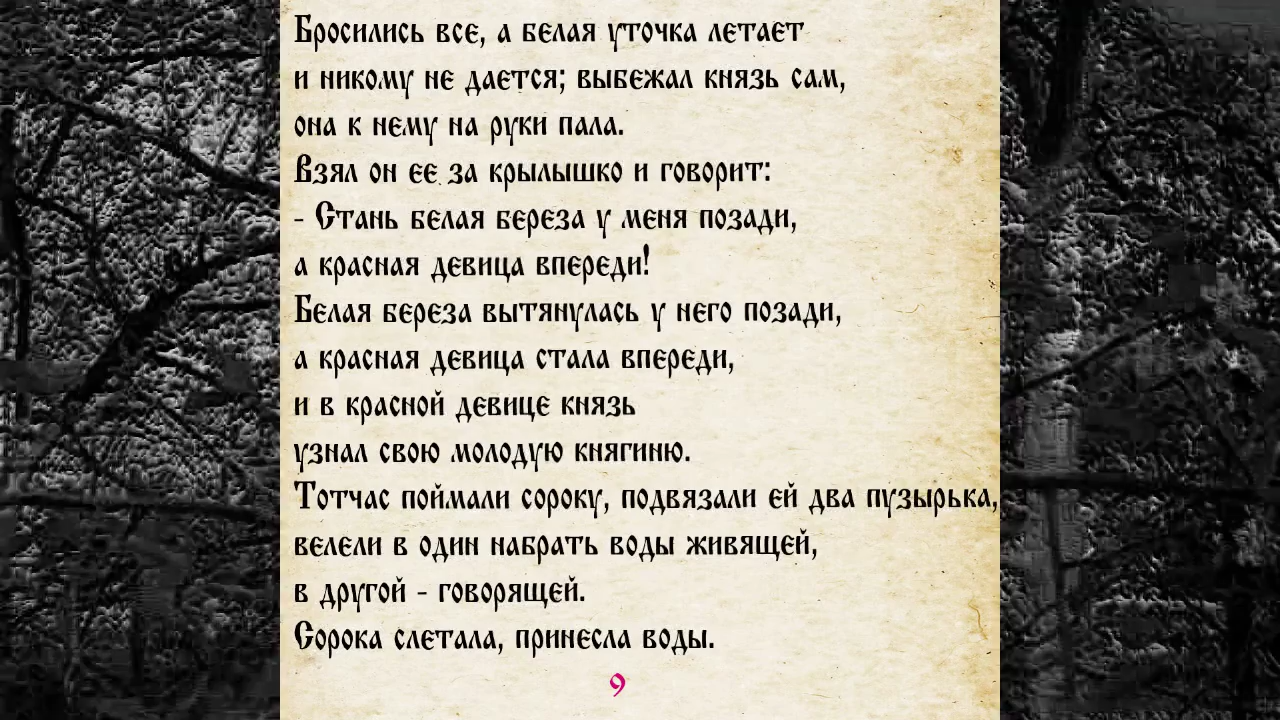 Бросились все, а белая уточка летает
и никому не дается; выбежал князь сам,
она к нему на руки пала.
Взял он ее за крылышко и говорит:
- Стань белая береза у меня позади,
а красная девица впереди!
Белая береза вытянулась у него позади,
а красная девица стала впереди,
и в красной девице князь
узнал свою молодую княгиню.
Тотчас поймали сороку, подвязали ей два пузырька,
велели в один набрать воды живящей,
в другой - говорящей.
Сорока слетала, принесла воды.
9